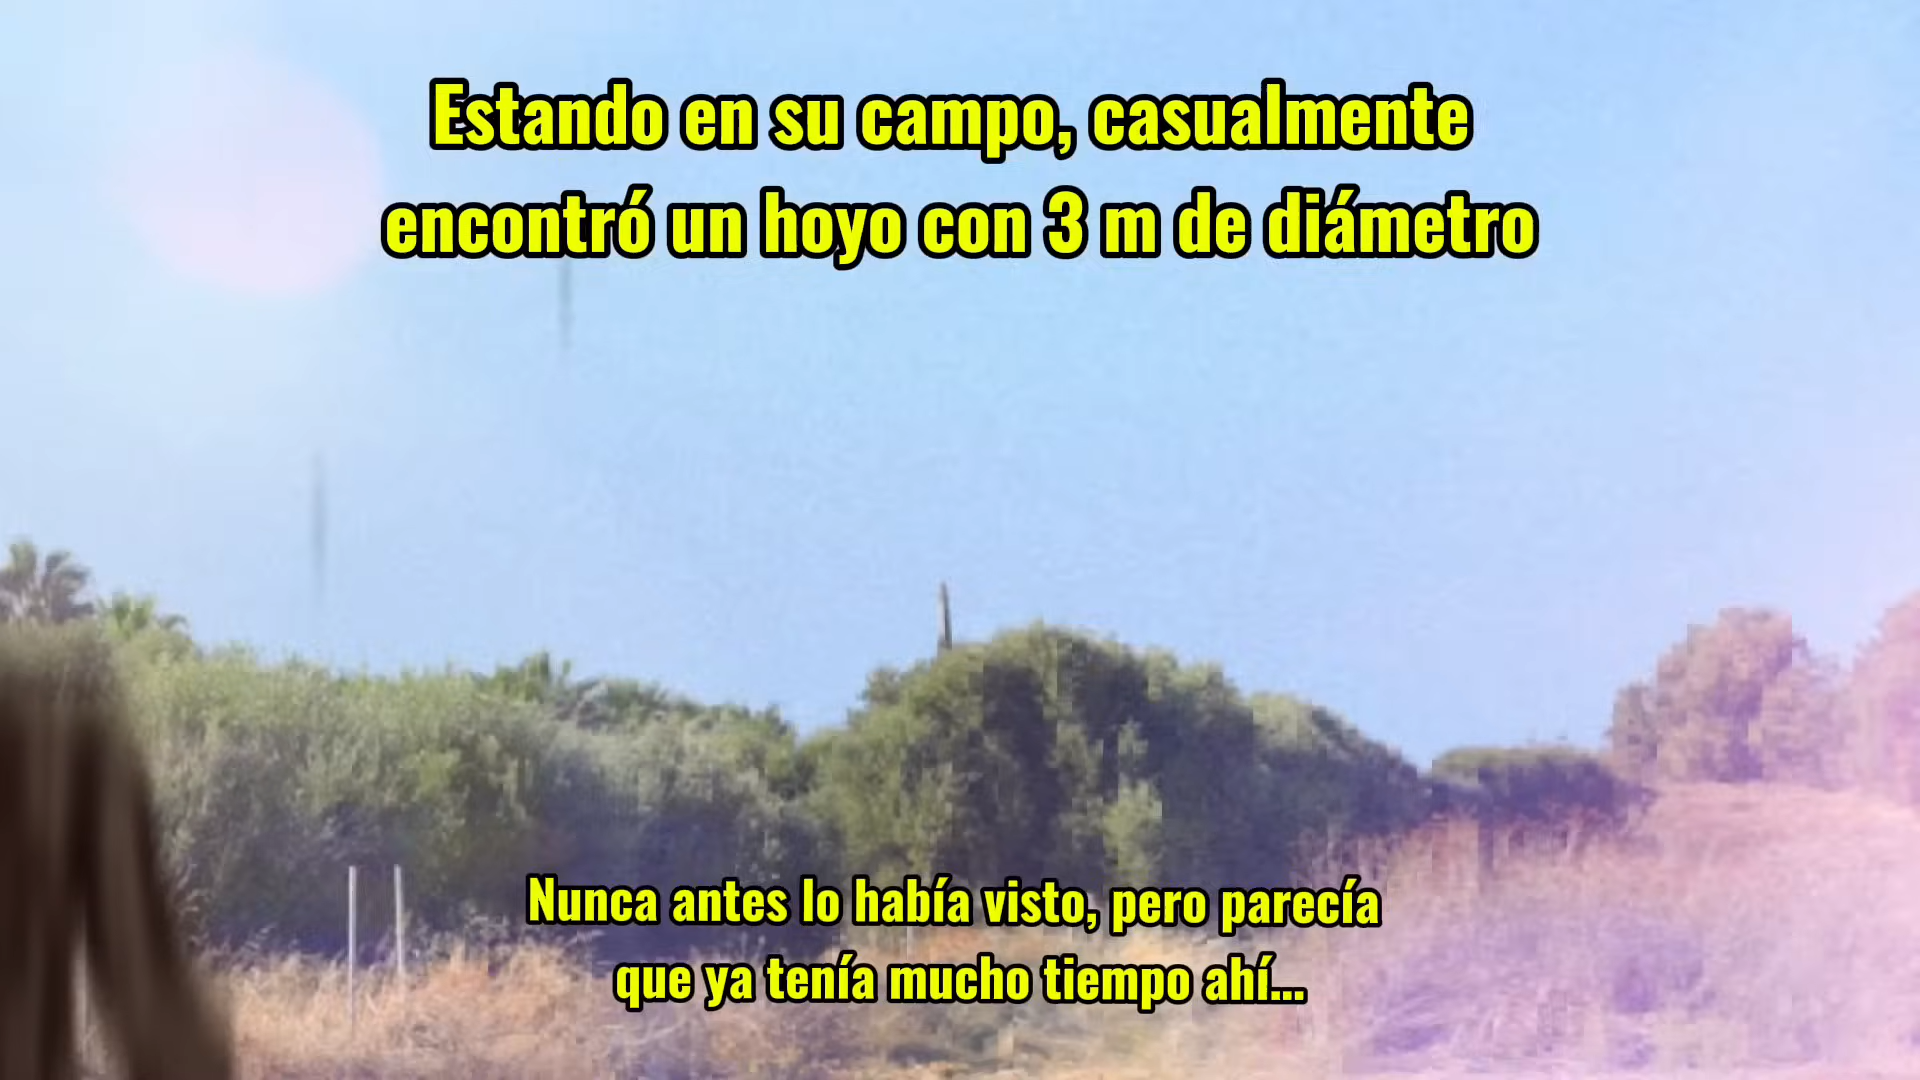 Estando en su campo, casualmente
encontró un hoyo con 3 m de diámetro
Nunca antes lo había visto, pero parecía
que ya tenía mucho tiempo ahí...